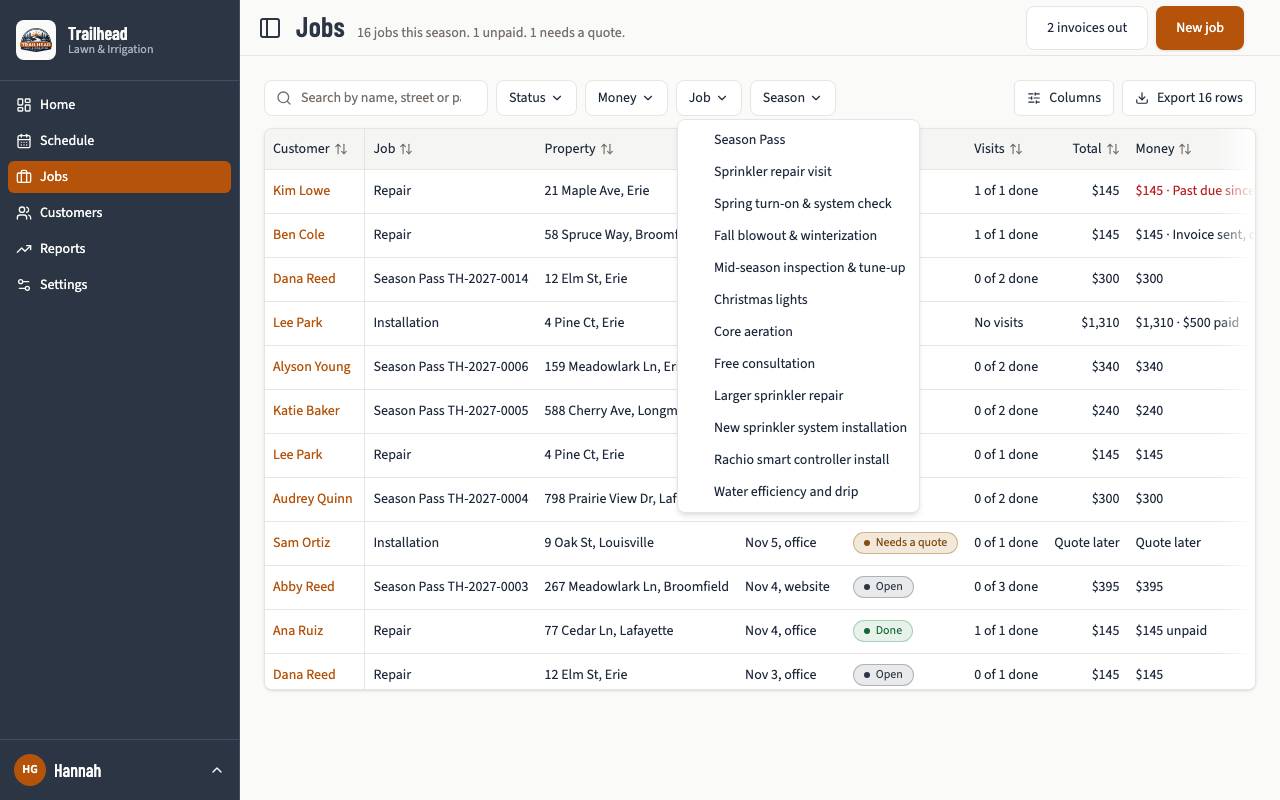 TRAILHEAD
Trailhead
Lawn & Irrigation
Home
Schedule
Jobs
Customers
Reports
Settings
HG Hannah
Jobs 16 jobs this season. 1 unpaid. 1 needs a quote. 2 invoices out New job
Search by name, street or p Status Money Job Season Columns Export 16 rows
Customer Job Property Visits Total Money
Kim Lowe Repair 21 Maple Ave, Erie 1 of 1 done $145 $145 · Past due since
Ben Cole Repair 58 Spruce Way, Broomf 1 of 1 done $145 $145 · Invoice sent,
Dana Reed Season Pass TH-2027-0014 12 Elm St, Erie 0 of 2 done $300 $300
Lee Park Installation 4 Pine Ct, Erie No visits $1,310 $1,310 · $500 paid
Alyson Young Season Pass TH-2027-0006 159 Meadowlark Ln, Er 0 of 2 done $340 $340
Katie Baker Season Pass TH-2027-0005 588 Cherry Ave, Longm 0 of 2 done $240 $240
Lee Park Repair 4 Pine Ct, Erie 0 of 1 done $145 $145
Audrey Quinn Season Pass TH-2027-0004 798 Prairie View Dr, Laf 0 of 2 done $300 $300
Sam Ortiz Installation 9 Oak St, Louisville Nov 5, office Needs a quote 0 of 1 done Quote later Quote later
Abby Reed Season Pass TH-2027-0003 267 Meadowlark Ln, Broomfield Nov 4, website Open 0 of 3 done $395 $395
Ana Ruiz Repair 77 Cedar Ln, Lafayette Nov 4, office Done 1 of 1 done $145 $145 unpaid
Dana Reed Repair 12 Elm St, Erie Nov 3, office Open 0 of 1 done $145 $145
Season Pass
Sprinkler repair visit
Spring turn-on & system check
Fall blowout & winterization
Mid-season inspection & tune-up
Christmas lights
Core aeration
Free consultation
Larger sprinkler repair
New sprinkler system installation
Rachio smart controller install
Water efficiency and drip